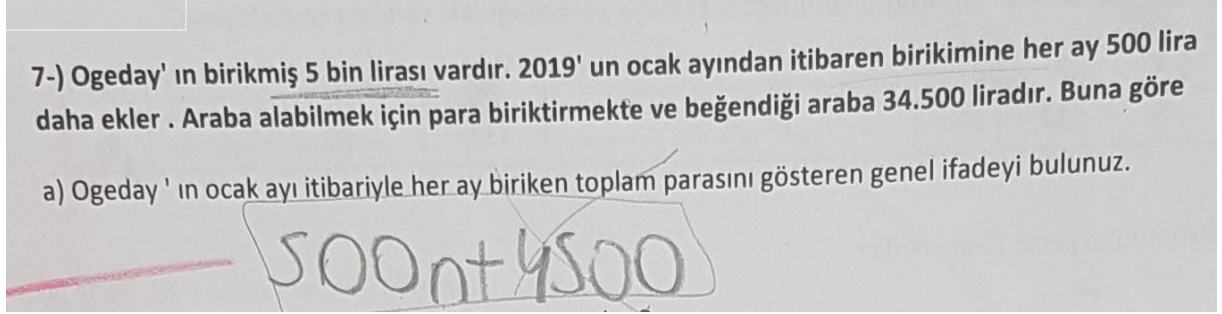 7-) Ogeday' ın birikmiş 5 bin lirası vardır. 2019' un ocak ayından itibaren birikimine her ay 500 lira
daha ekler . Araba alabilmek için para biriktirmekte ve beğendiği araba 34.500 liradır. Buna göre
a) Ogeday ' ın ocak ayı itibariyle her ay biriken toplam parasını gösteren genel ifadeyi bulunuz.
500n+4500